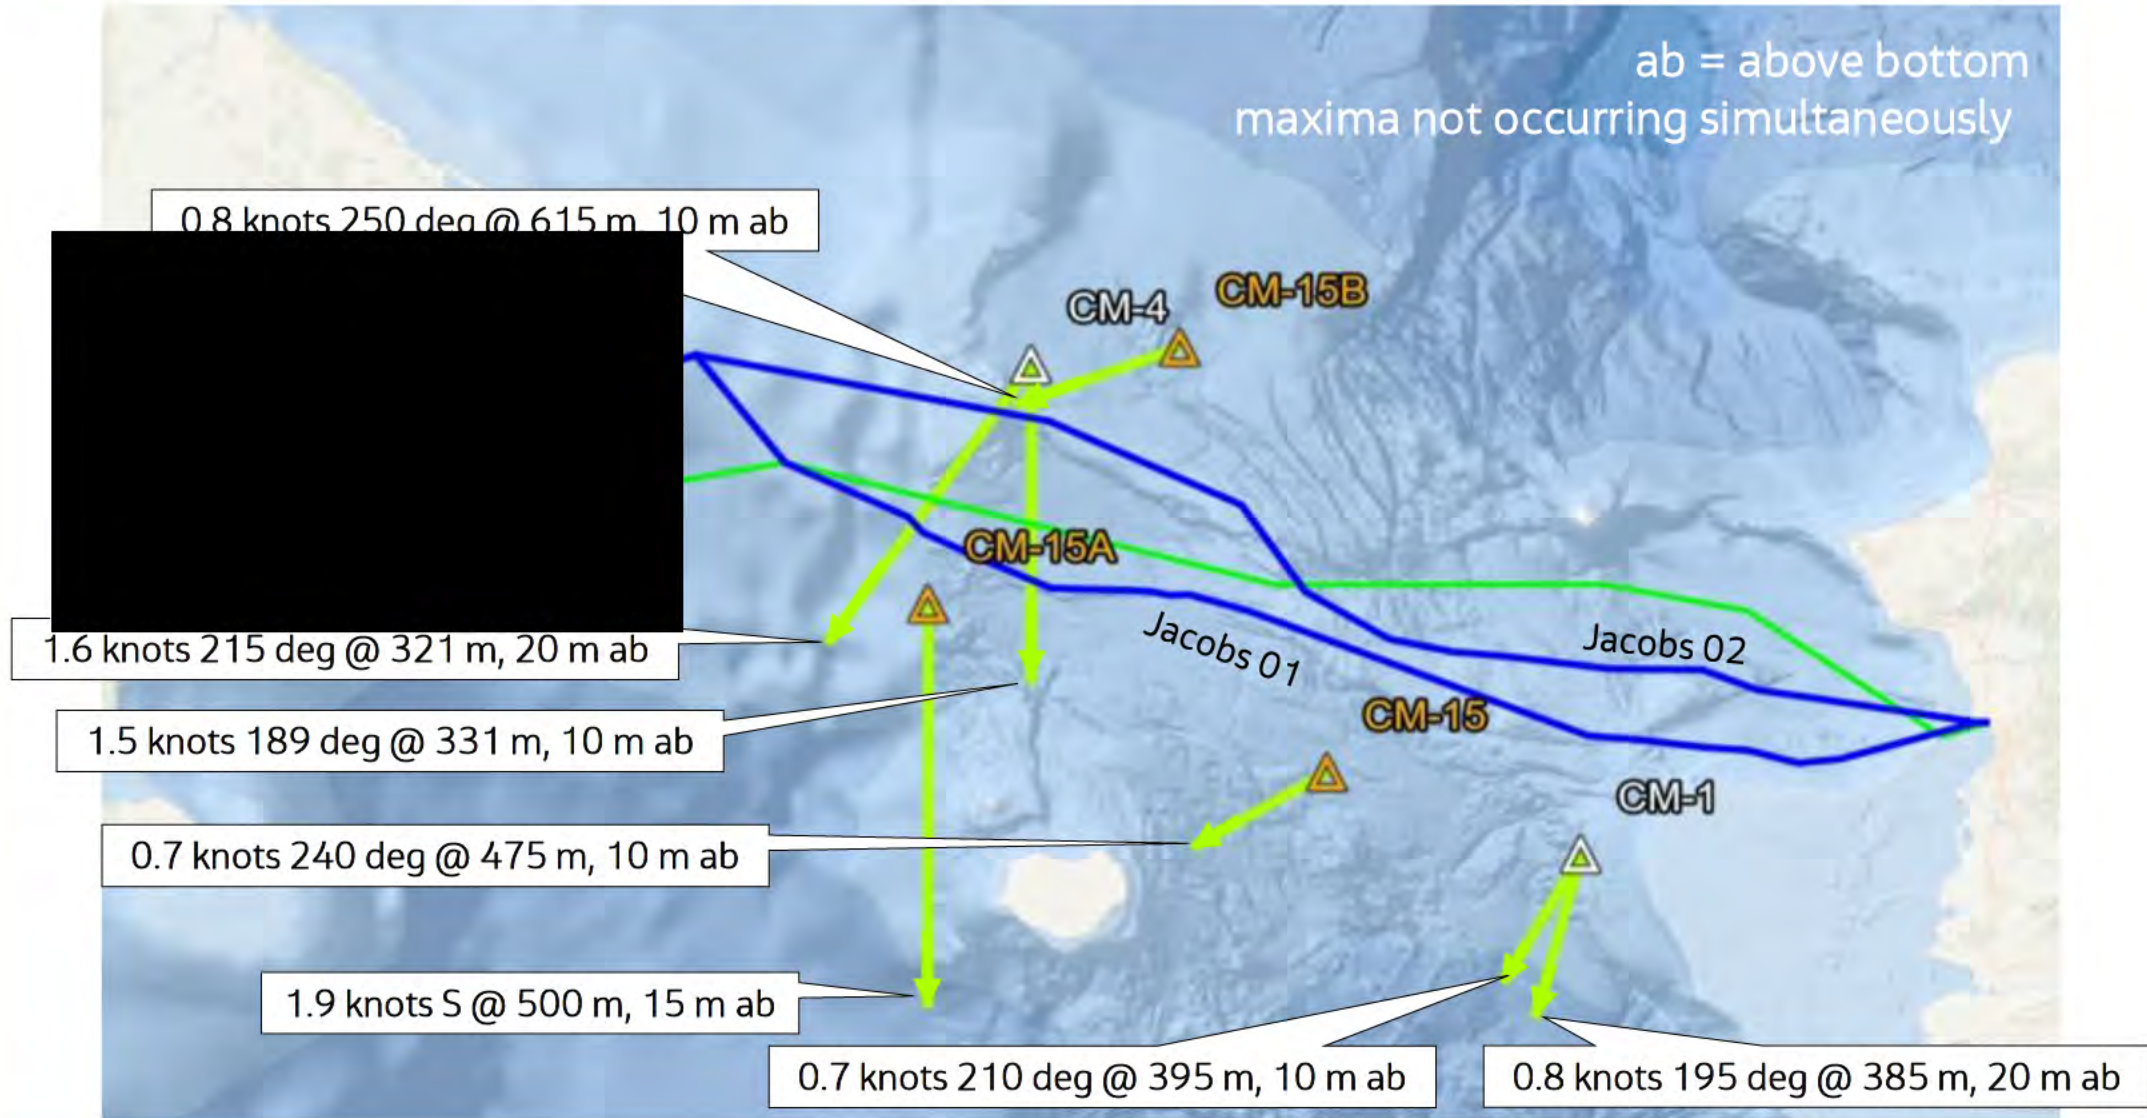 ab = above bottom
maxima not occurring simultaneously
0.8 knots 250 deg @ 615 m, 10 m ab
CM-15B
CM-4
CM-15A
Jacobs 01
Jacobs 02
1.6 knots 215 deg @ 321 m, 20 m ab
CM-15
1.5 knots 189 deg @ 331 m, 10 m ab
CM-1
0.7 knots 240 deg @ 475 m, 10 m ab
1.9 knots S @ 500 m, 15 m ab
0.7 knots 210 deg @ 395 m, 10 m ab
0.8 knots 195 deg @ 385 m, 20 m ab